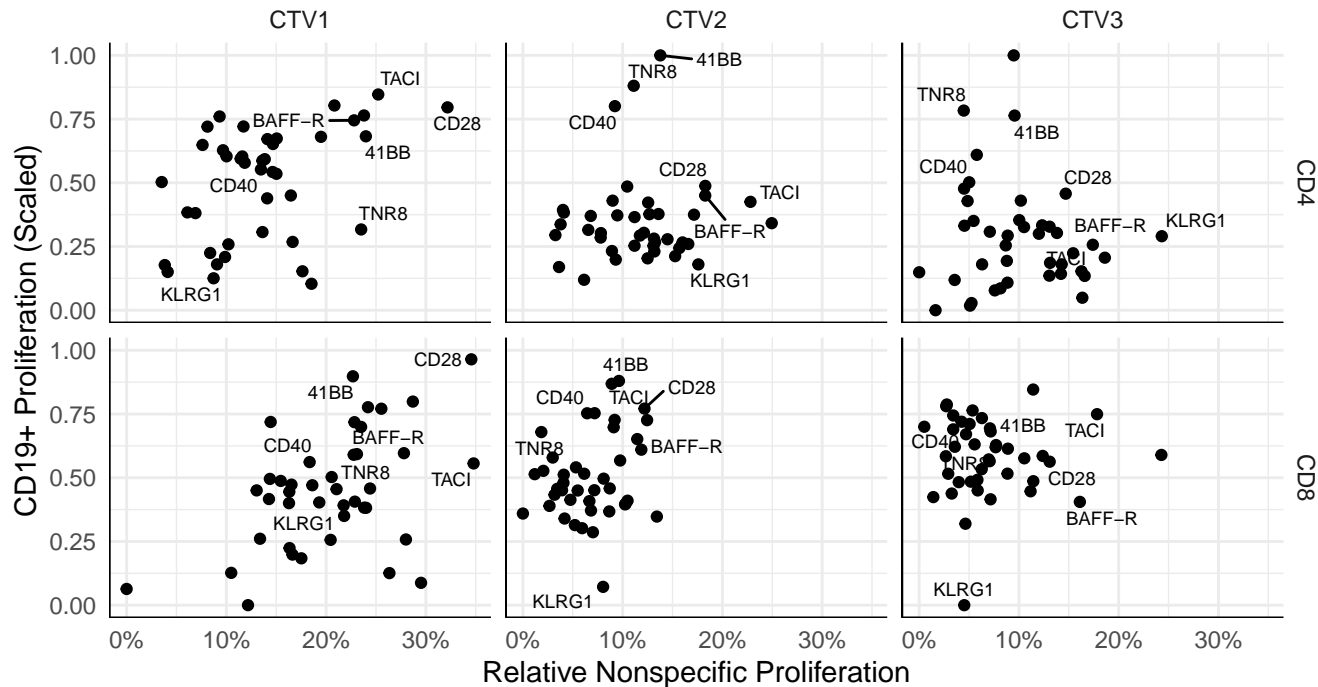 CTV1 CTV2 CTV3
CD19+ Proliferation (Scaled)
1.00
0.75
0.50
0.25
0.00
TACI
BAFF−R
CD28
41BB
CD40
TNR8
KLRG1
41BB
TNR8
CD40
CD28
TACI
BAFF−R
KLRG1
TNR8
41BB
CD40
CD28
BAFF−R
KLRG1
TACI
CD4
1.00
0.75
0.50
0.25
0.00
CD28
41BB
BAFF−R
CD40
TNR8
TACI
KLRG1
41BB
CD28
CD40
TACI
TNR8
BAFF−R
KLRG1
41BB
TACI
CD40
TNR8
CD28
BAFF−R
KLRG1
CD8
0% 10% 20% 30% 0% 10% 20% 30% 0% 10% 20% 30%
Relative Nonspecific Proliferation